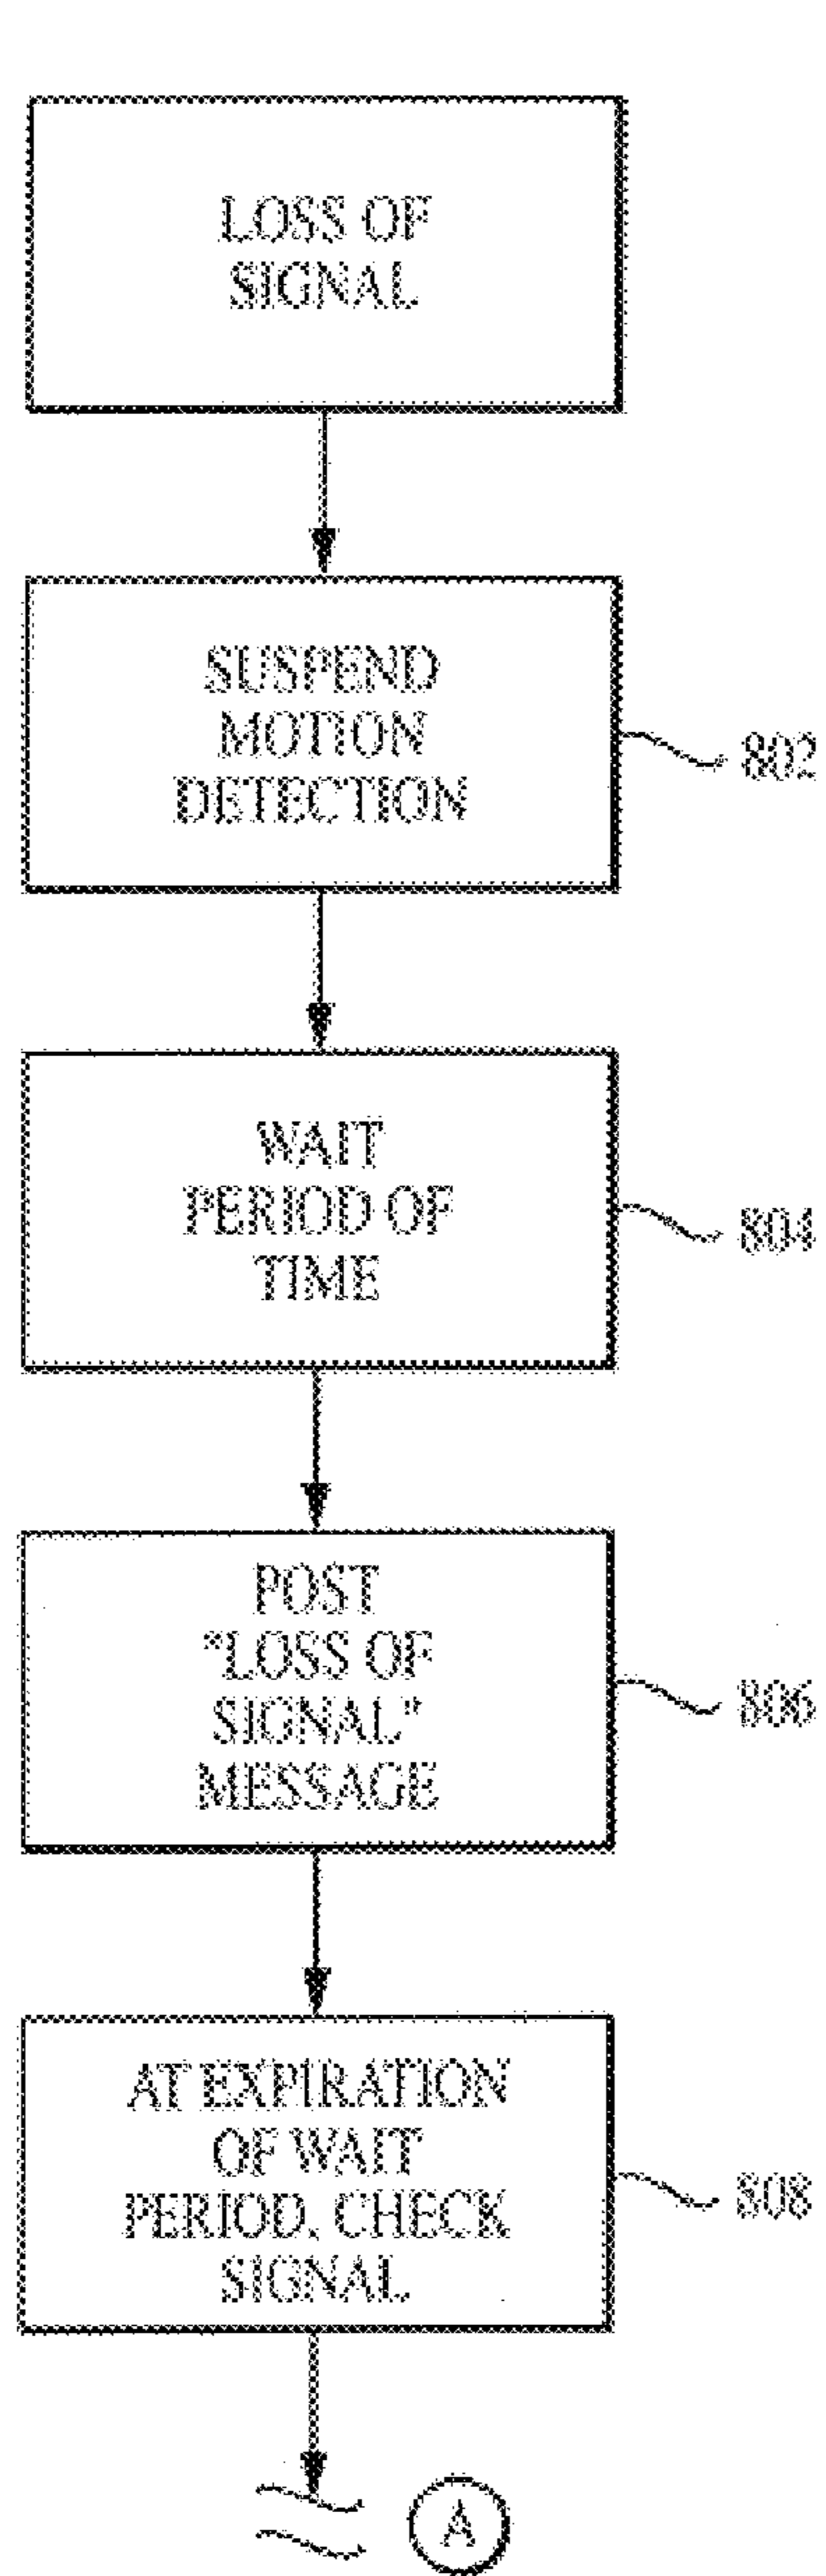 LOSS OF
SIGNAL
SUSPEND
MOTION
DETECTION
802
WAIT
PERIOD OF
TIME
804
POST
"LOSS OF
SIGNAL"
MESSAGE
806
AT EXPIRATION
OF WAIT
PERIOD, CHECK
SIGNAL
808
A